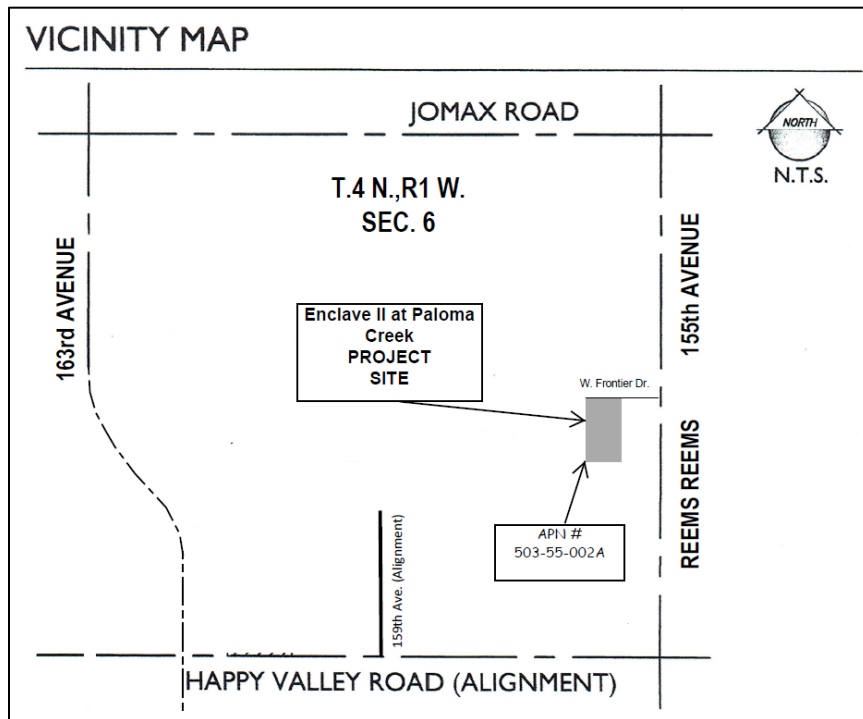 VICINITY MAP
JOMAX ROAD
NORTH
N.T.S.
T.4 N.,R1 W.
SEC. 6
163rd AVENUE
155th AVENUE
Enclave II at Paloma
Creek
PROJECT
SITE
W. Frontier Dr.
REEMS REEMS
APN #
503-55-002A
159th Ave. (Alignment)
HAPPY VALLEY ROAD (ALIGNMENT)